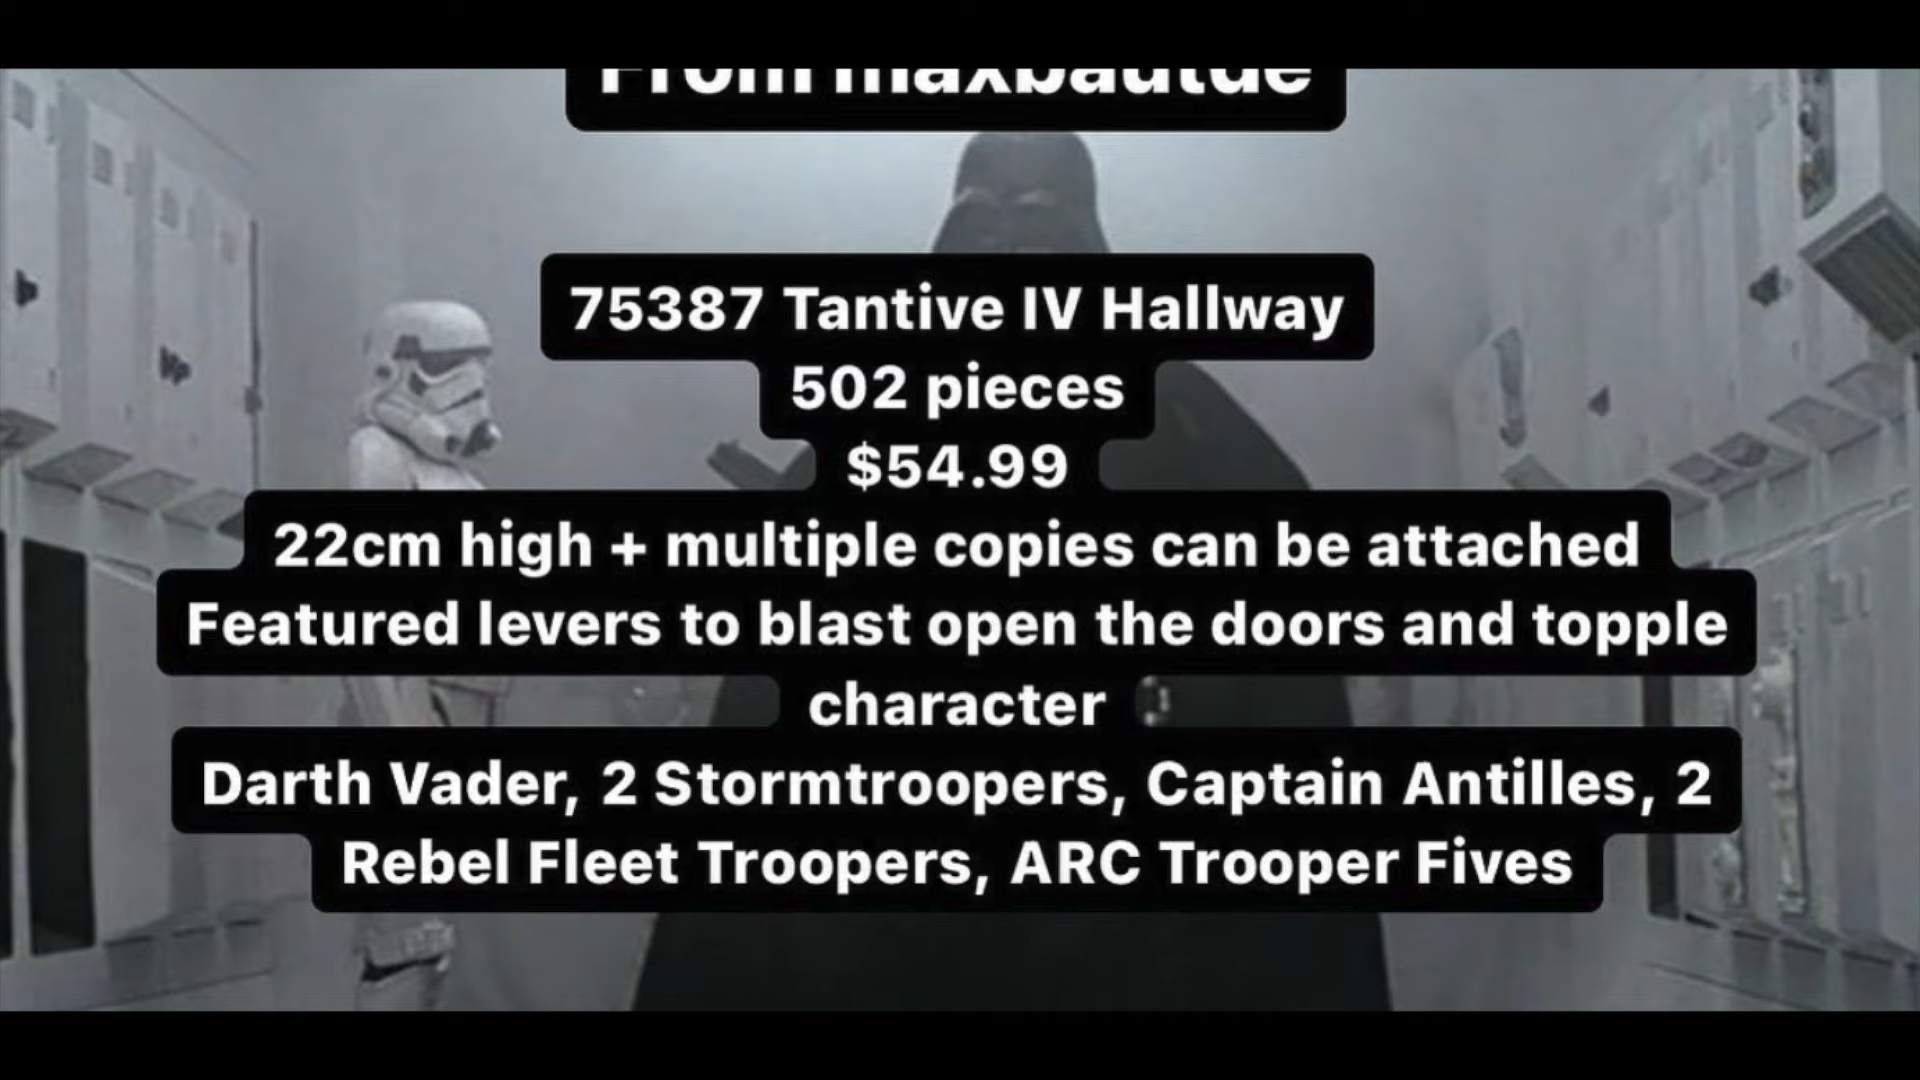 From maxbautde
75387 Tantive IV Hallway
502 pieces
$54.99
22cm high + multiple copies can be attached
Featured levers to blast open the doors and topple
character
Darth Vader, 2 Stormtroopers, Captain Antilles, 2
Rebel Fleet Troopers, ARC Trooper Fives